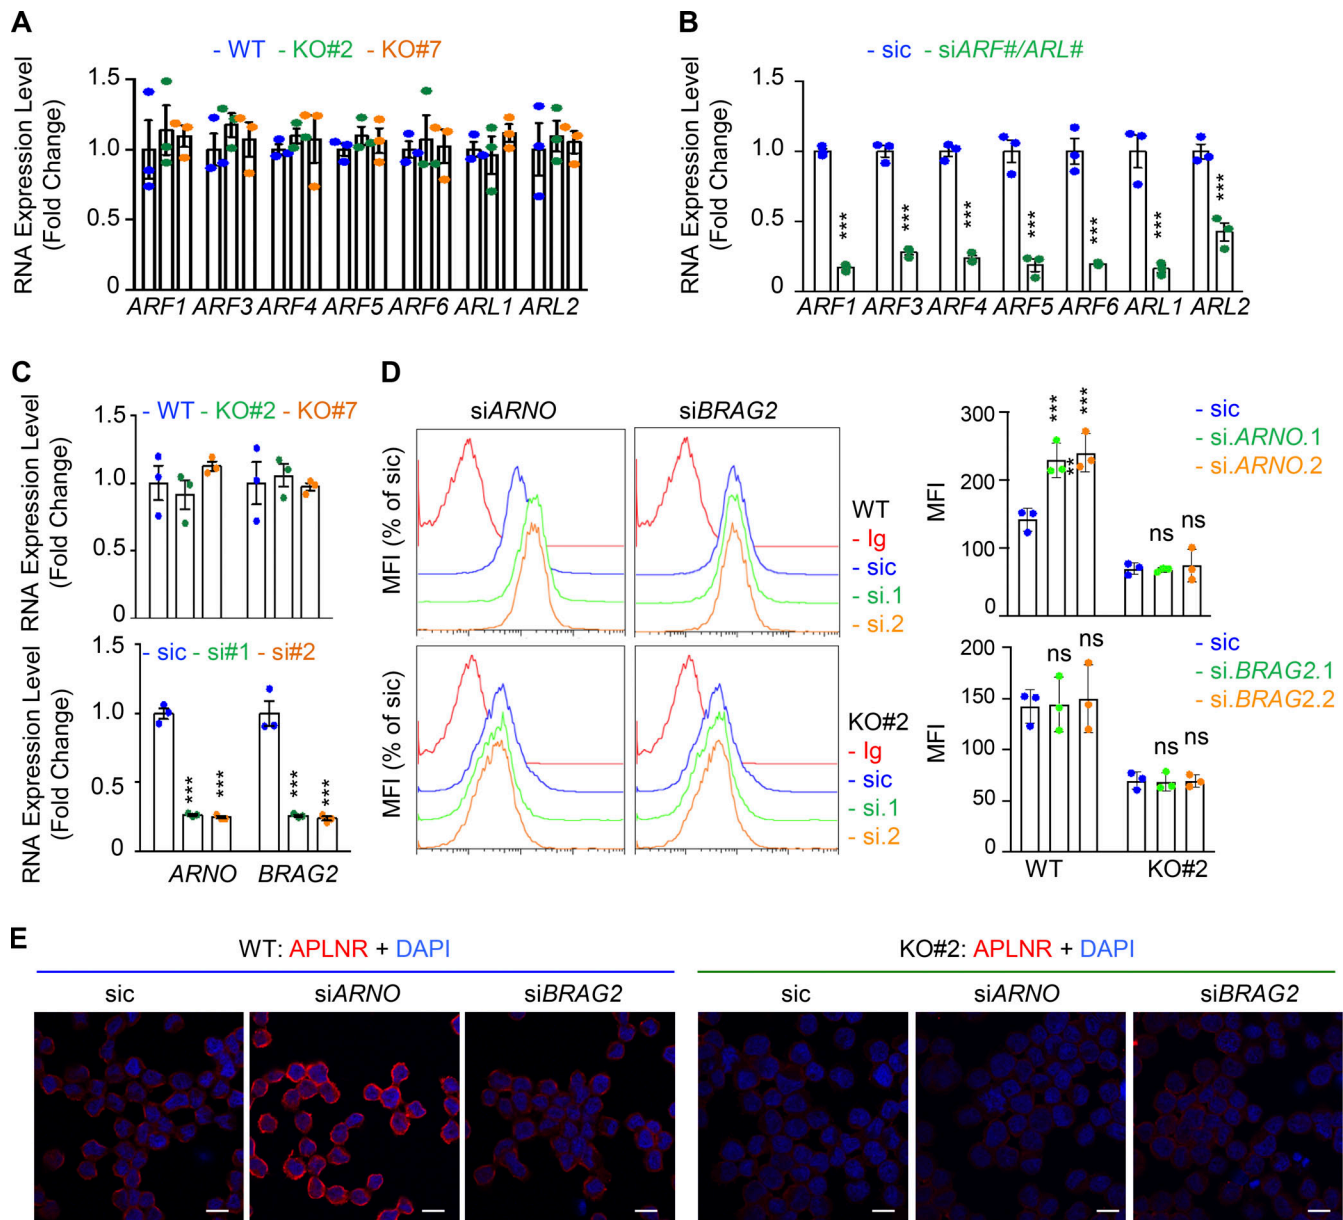 A
- WT - KO#2 - KO#7
RNA Expression Level
(Fold Change)
1.5
1.0
0.5
0
ARF1 ARF3 ARF4 ARF5 ARF6 ARL1 ARL2
B
- sic - siARF#/ARL#
RNA Expression Level
(Fold Change)
1.5
1.0
0.5
0
*** *** *** *** *** *** ***
ARF1 ARF3 ARF4 ARF5 ARF6 ARL1 ARL2
C
- WT - KO#2 - KO#7
RNA Expression Level
(Fold Change)
1.5
1.0
0.5
0
- sic - si#1 - si#2
RNA Expression Level
(Fold Change)
1.5
1.0
0.5
0
*** *** *** ***
ARNO BRAG2
D
siARNO siBRAG2
MFI (% of sic)
WT
- Ig
- sic
- si.1
- si.2
MFI (% of sic)
KO#2
- Ig
- sic
- si.1
- si.2
MFI
300
200
100
0
*** *** **
ns ns
- sic
- si.ARNO.1
- si.ARNO.2
MFI
200
150
100
50
0
ns ns
ns ns
- sic
- si.BRAG2.1
- si.BRAG2.2
WT KO#2
E
WT: APLNR + DAPI
KO#2: APLNR + DAPI
sic siARNO siBRAG2
sic siARNO siBRAG2